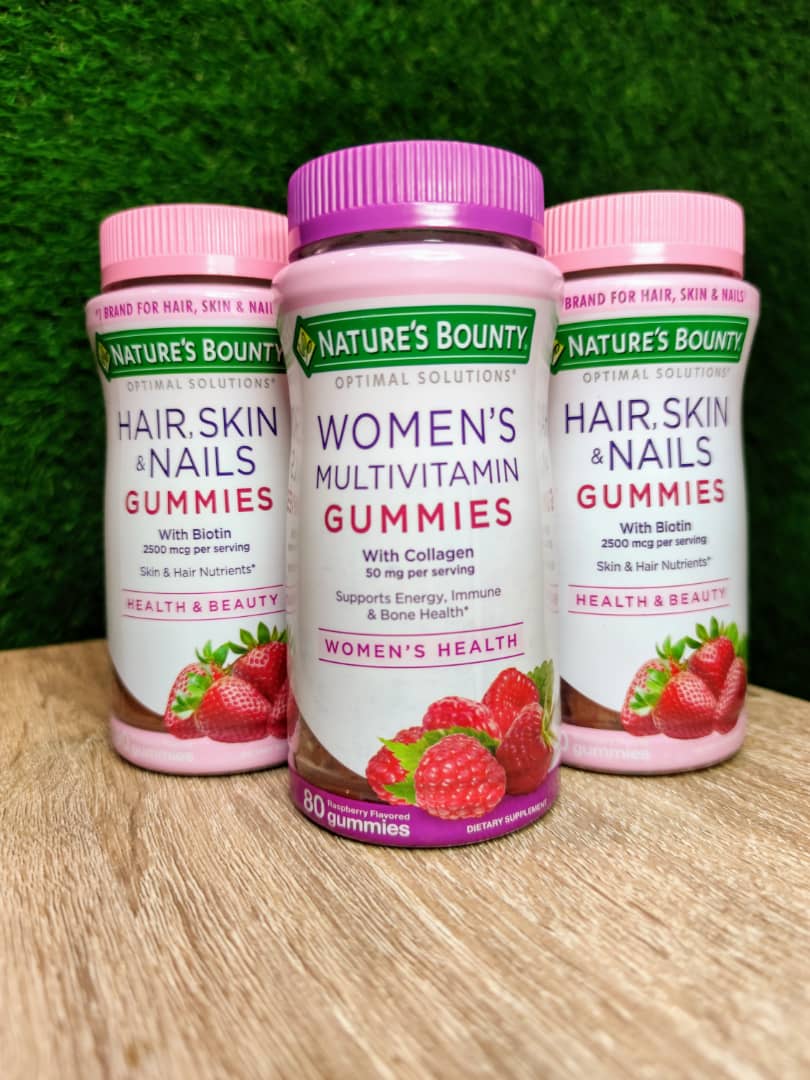 #1 BRAND FOR HAIR, SKIN & NAIL
NATURE'S BOUNTY
OPTIMAL SOLUTIONS®
HAIR, SKIN
& NAILS
GUMMIES
With Biotin
2500 mcg per serving
Skin & Hair Nutrients*
HEALTH & BEAUTY
gummies
NATURE'S BOUNTY®
OPTIMAL SOLUTIONS®
WOMEN'S
MULTIVITAMIN
GUMMIES
With Collagen
50 mg per serving
Supports Energy, Immune
& Bone Health*
WOMEN'S HEALTH
80 Raspberry Flavored
gummies
DIETARY SUPPLEMENT
BRAND FOR HAIR, SKIN & NAILS
NATURE'S BOUNTY®
OPTIMAL SOLUTIONS®
HAIR, SKIN
& NAILS
GUMMIES
With Biotin
2500 mcg per serving
Skin & Hair Nutrients*
HEALTH & BEAUTY
gummies